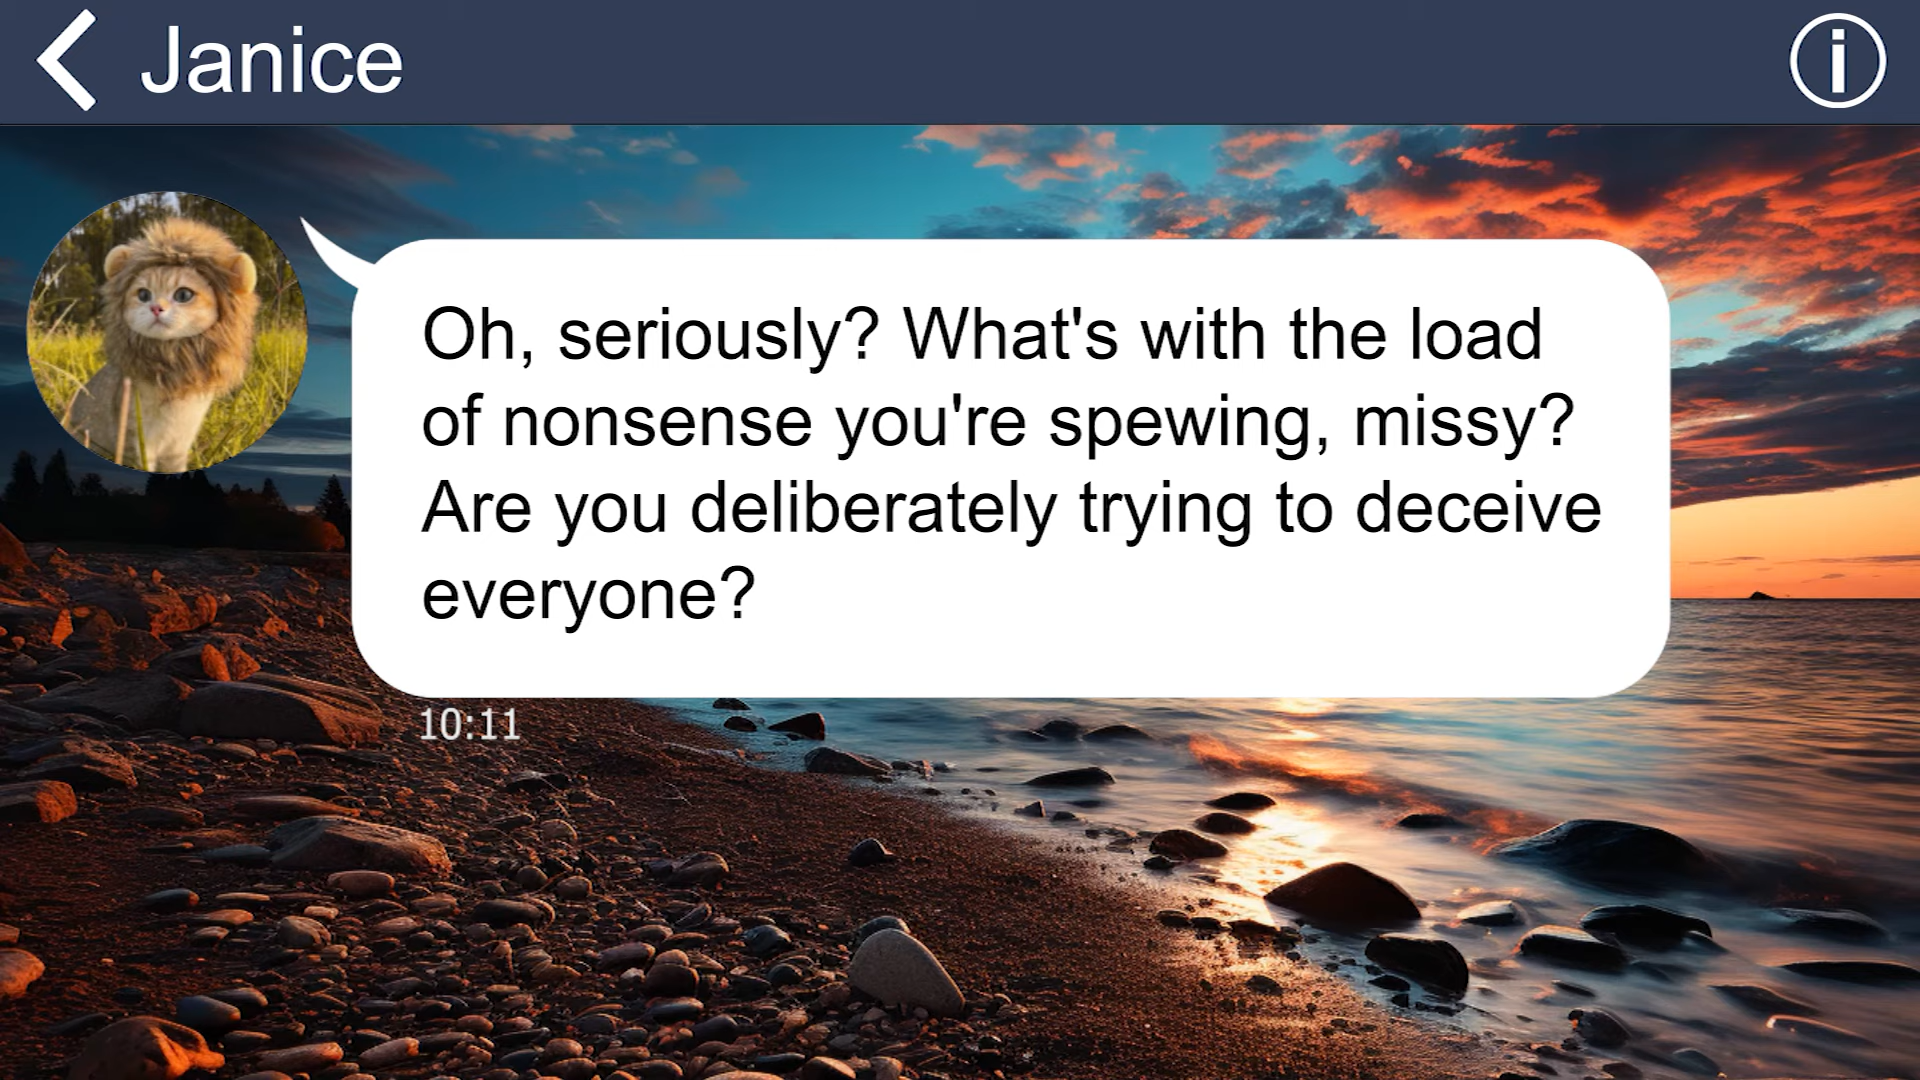 Janice
Oh, seriously? What's with the load
of nonsense you're spewing, missy?
Are you deliberately trying to deceive
everyone?
10:11